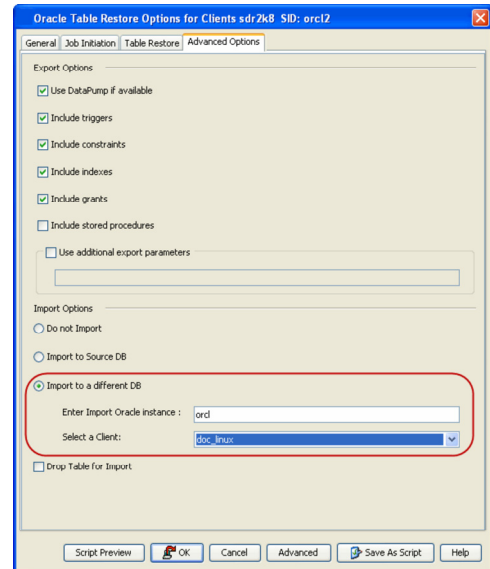 Oracle Table Restore Options for Clients sdr2k8 SID: orcl2
General Job Initiation Table Restore Advanced Options
Export Options
Use DataPump if available
Include triggers
Include constraints
Include indexes
Include grants
Include stored procedures
Use additional export parameters
Import Options
Do not Import
Import to Source DB
Import to a different DB
Enter Import Oracle instance : orcl
Select a Client: doc_linux
Drop Table for Import
Script Preview OK Cancel Advanced Save As Script Help